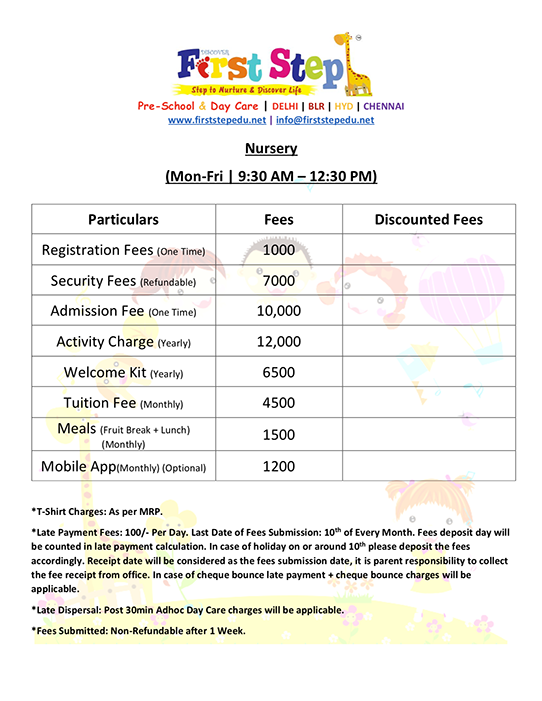 DISCOVER
First Step
Step to Nurture & Discover Life
Pre-School & Day Care | DELHI | BLR | HYD | CHENNAI
www.firststepedu.net | info@firststepedu.net
Nursery
(Mon-Fri | 9:30 AM – 12:30 PM)
Particulars Fees Discounted Fees
Registration Fees (One Time) 1000
Security Fees (Refundable) 7000
Admission Fee (One Time) 10,000
Activity Charge (Yearly) 12,000
Welcome Kit (Yearly) 6500
Tuition Fee (Monthly) 4500
Meals (Fruit Break + Lunch) 1500
(Monthly)
Mobile App(Monthly) (Optional) 1200
*T-Shirt Charges: As per MRP.
*Late Payment Fees: 100/- Per Day. Last Date of Fees Submission: 10th of Every Month. Fees deposit day will
be counted in late payment calculation. In case of holiday on or around 10th please deposit the fees
accordingly. Receipt date will be considered as the fees submission date, it is parent responsibility to collect
the fee receipt from office. In case of cheque bounce late payment + cheque bounce charges will be
applicable.
*Late Dispersal: Post 30min Adhoc Day Care charges will be applicable.
*Fees Submitted: Non-Refundable after 1 Week.